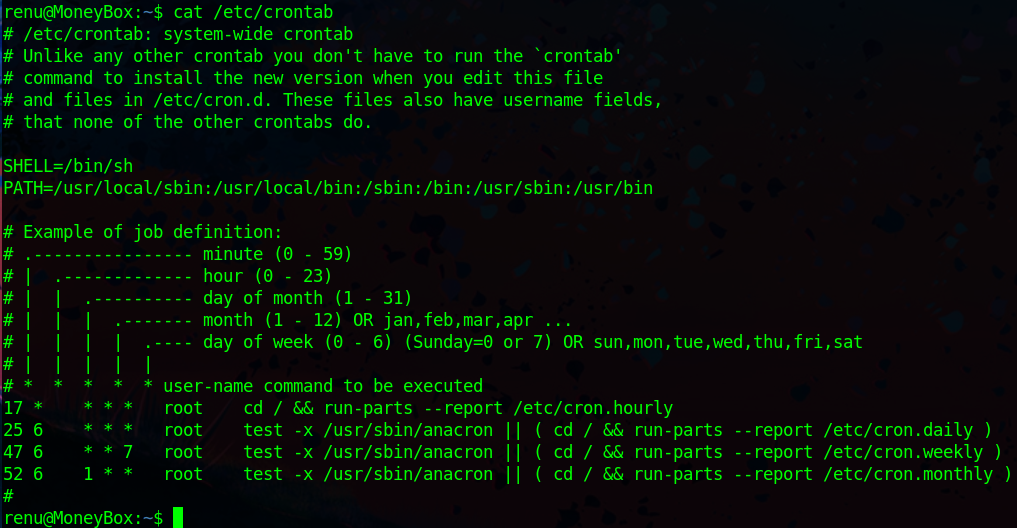 renu@MoneyBox:~$ cat /etc/crontab
# /etc/crontab: system-wide crontab
# Unlike any other crontab you don't have to run the `crontab'
# command to install the new version when you edit this file
# and files in /etc/cron.d. These files also have username fields,
# that none of the other crontabs do.

SHELL=/bin/sh
PATH=/usr/local/sbin:/usr/local/bin:/sbin:/bin:/usr/sbin:/usr/bin

# Example of job definition:
# .---------------- minute (0 - 59)
# |  .------------- hour (0 - 23)
# |  |  .---------- day of month (1 - 31)
# |  |  |  .------- month (1 - 12) OR jan,feb,mar,apr ...
# |  |  |  |  .---- day of week (0 - 6) (Sunday=0 or 7) OR sun,mon,tue,wed,thu,fri,sat
# |  |  |  |  |
# *  *  *  *  * user-name command to be executed
17 *    * * *   root    cd / && run-parts --report /etc/cron.hourly
25 6    * * *   root    test -x /usr/sbin/anacron || ( cd / && run-parts --report /etc/cron.daily )
47 6    * * 7   root    test -x /usr/sbin/anacron || ( cd / && run-parts --report /etc/cron.weekly )
52 6    1 * *   root    test -x /usr/sbin/anacron || ( cd / && run-parts --report /etc/cron.monthly )
#
renu@MoneyBox:~$